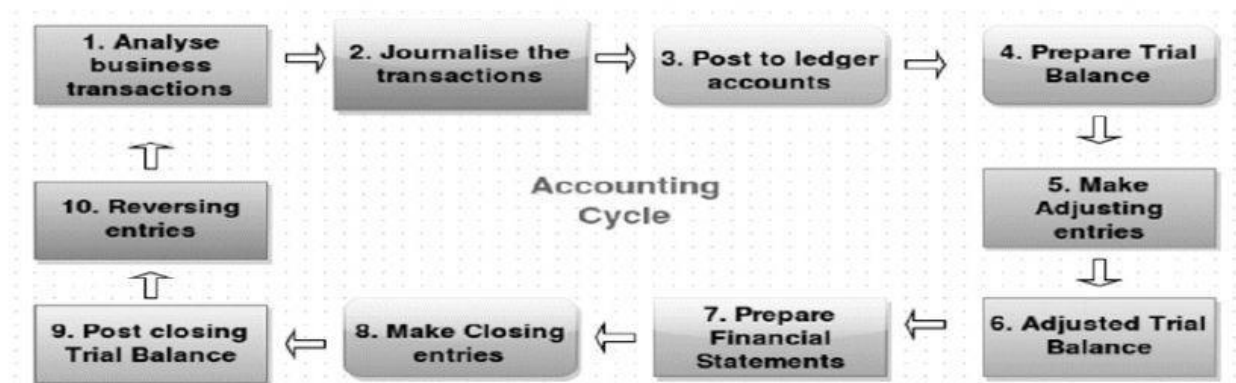 1. Analyse
business
transactions
2. Journalise the
transactions
3. Post to ledger
accounts
4. Prepare Trial
Balance
5. Make
Adjusting
entries
6. Adjusted Trial
Balance
7. Prepare
Financial
Statements
8. Make Closing
entries
9. Post closing
Trial Balance
10. Reversing
entries
Accounting
Cycle